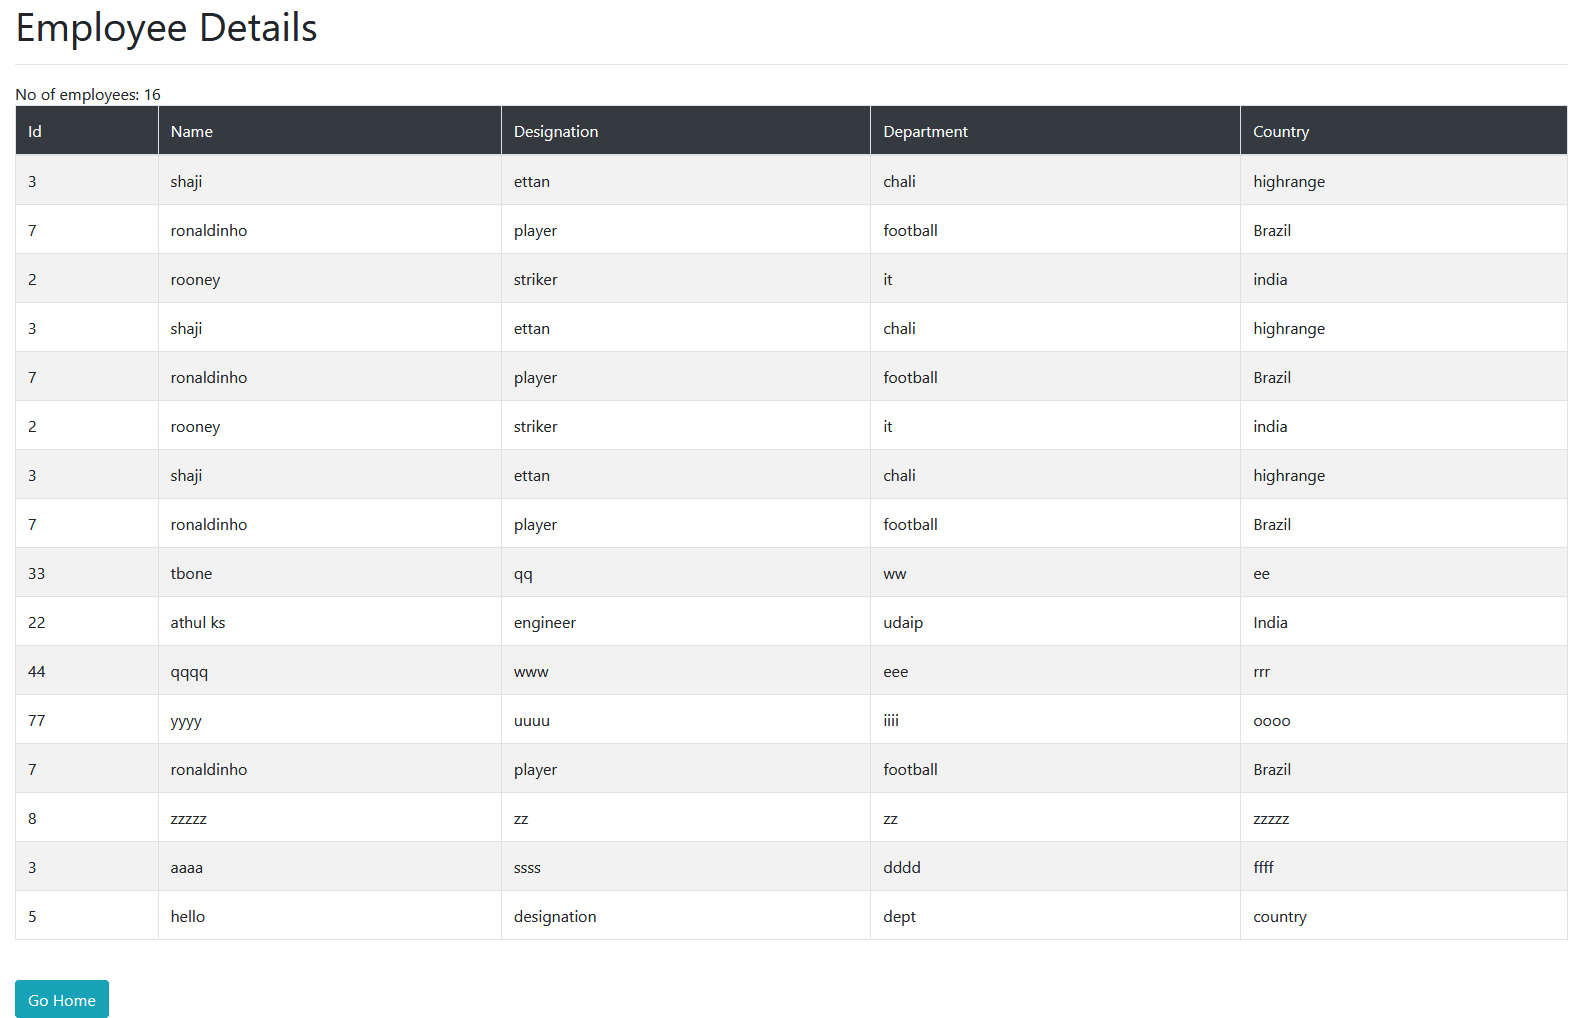 Employee Details
No of employees: 16
Id Name Designation Department Country
3 shaji ettan chali highrange
7 ronaldinho player football Brazil
2 rooney striker it india
3 shaji ettan chali highrange
7 ronaldinho player football Brazil
2 rooney striker it india
3 shaji ettan chali highrange
7 ronaldinho player football Brazil
33 tbone qq ww ee
22 athul ks engineer udaip India
44 qqqq www eee rrr
77 yyyy uuuu iiii oooo
7 ronaldinho player football Brazil
8 zzzzz zz zz zzzzz
3 aaaa ssss dddd ffff
5 hello designation dept country
Go Home